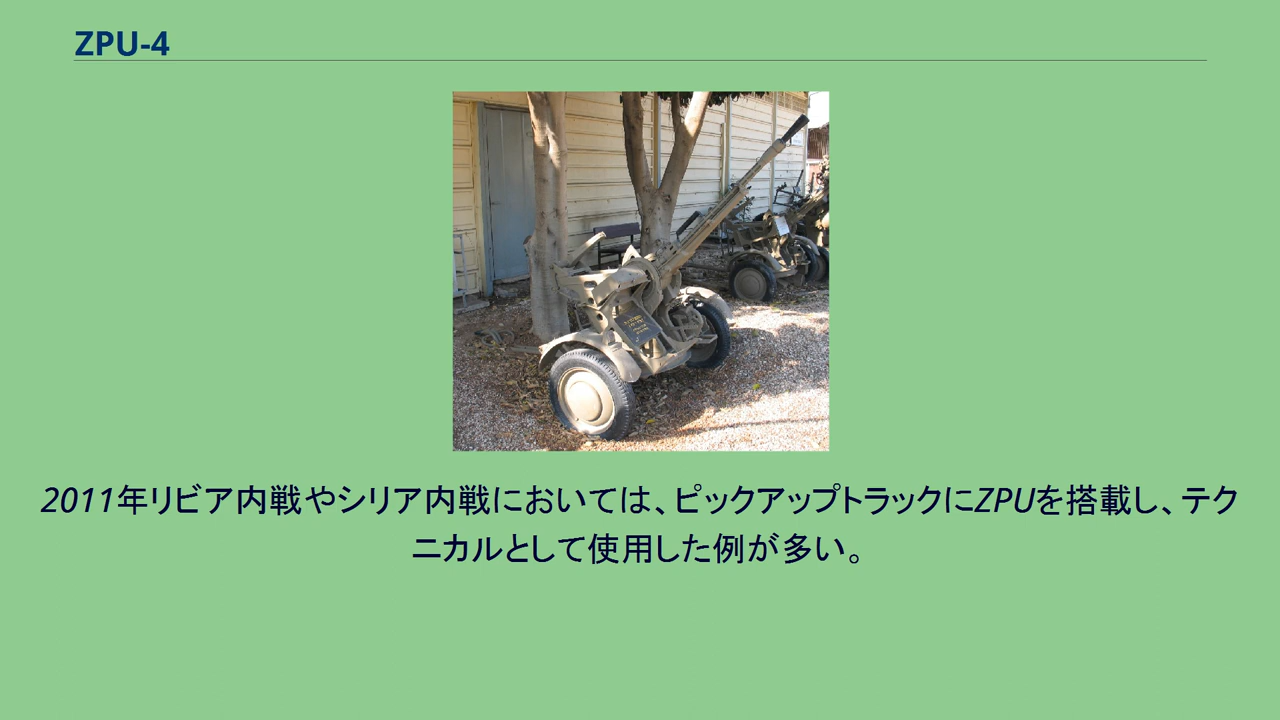 ZPU-4
2011年リビア内戦やシリア内戦においては、ピックアップトラックにZPUを搭載し、テク
ニカルとして使用した例が多い。